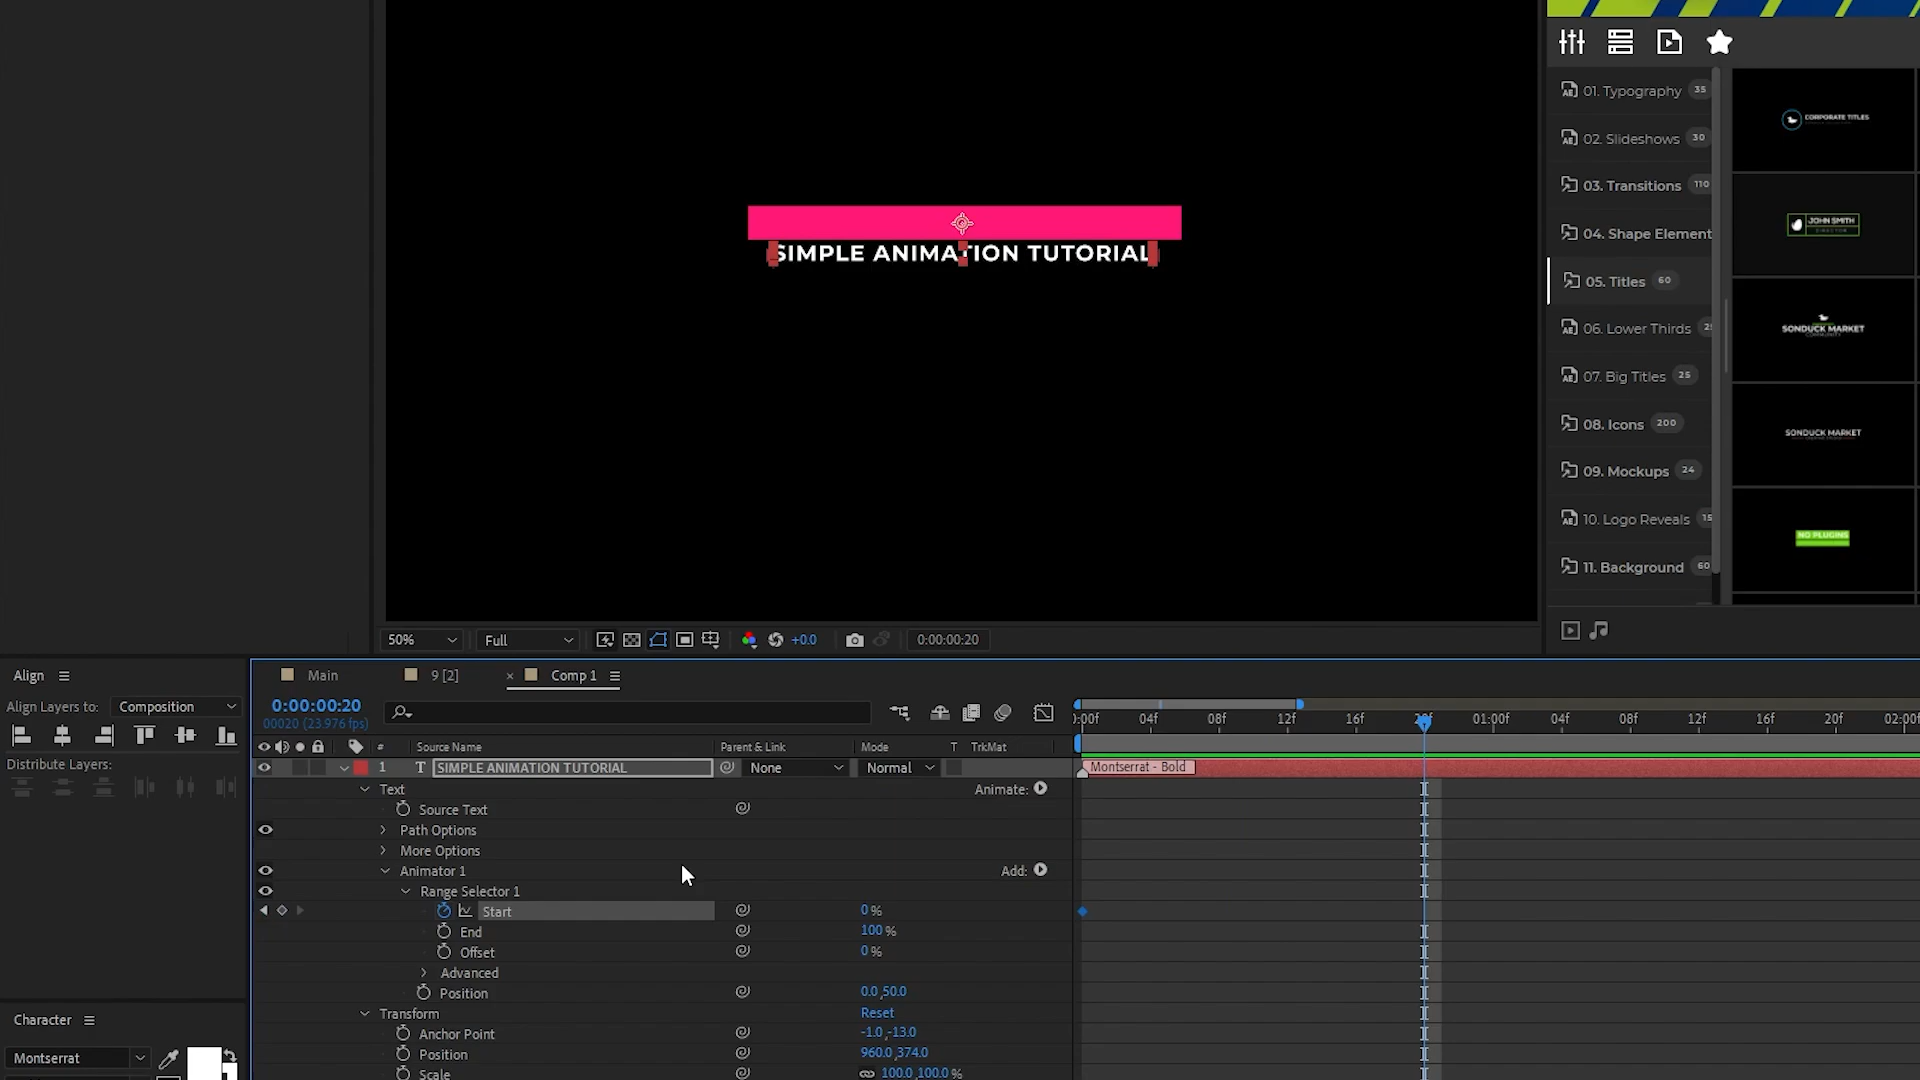 01. Typography 35
CORPORATE TITLES
02. Slideshows 30
03. Transitions 110
JOHN SMITH
DIRECTOR
SIMPLE ANIMATION TUTORIAL
04. Shape Element
05. Titles 60
06. Lower Thirds
SONDUCK MARKET
COMMUNITY
07. Big Titles 25
08. Icons 200
SONDUCK MARKET
09. Mockups 24
10. Logo Reveals 15
NO PLUGINS
11. Background 60
50% Full +0.0 0:00:00:20
Align
Main 9 [2] × Comp 1
Align Layers to: Composition
0:00:00:20
00020 (23.976 fps)
):00f 04f 08f 12f 16f 20f 01:00f 04f 08f 12f 16f 20f 02:00f
# Source Name Parent & Link Mode T TrkMat
1 T SIMPLE ANIMATION TUTORIAL None Normal Montserrat - Bold
Distribute Layers:
Text Animate:
Source Text
Path Options
More Options
Animator 1 Add:
Range Selector 1
Start 0 %
End 100 %
Offset 0 %
Advanced
Position 0.0 ,50.0
Transform Reset
Character
Anchor Point -1.0 ,-13.0
Position 960.0 ,374.0
Montserrat
Scale 100.0 ,100.0 %